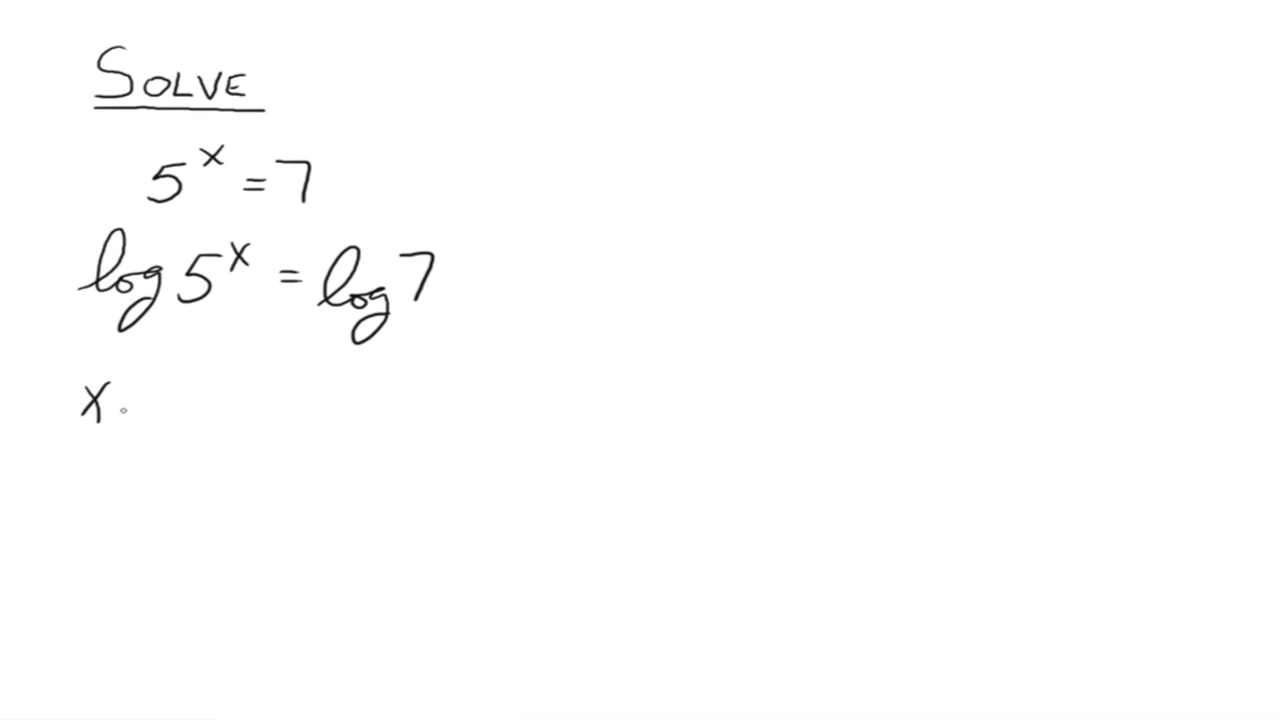 SOLVE
5^x = 7
log 5^x = log 7
x ·